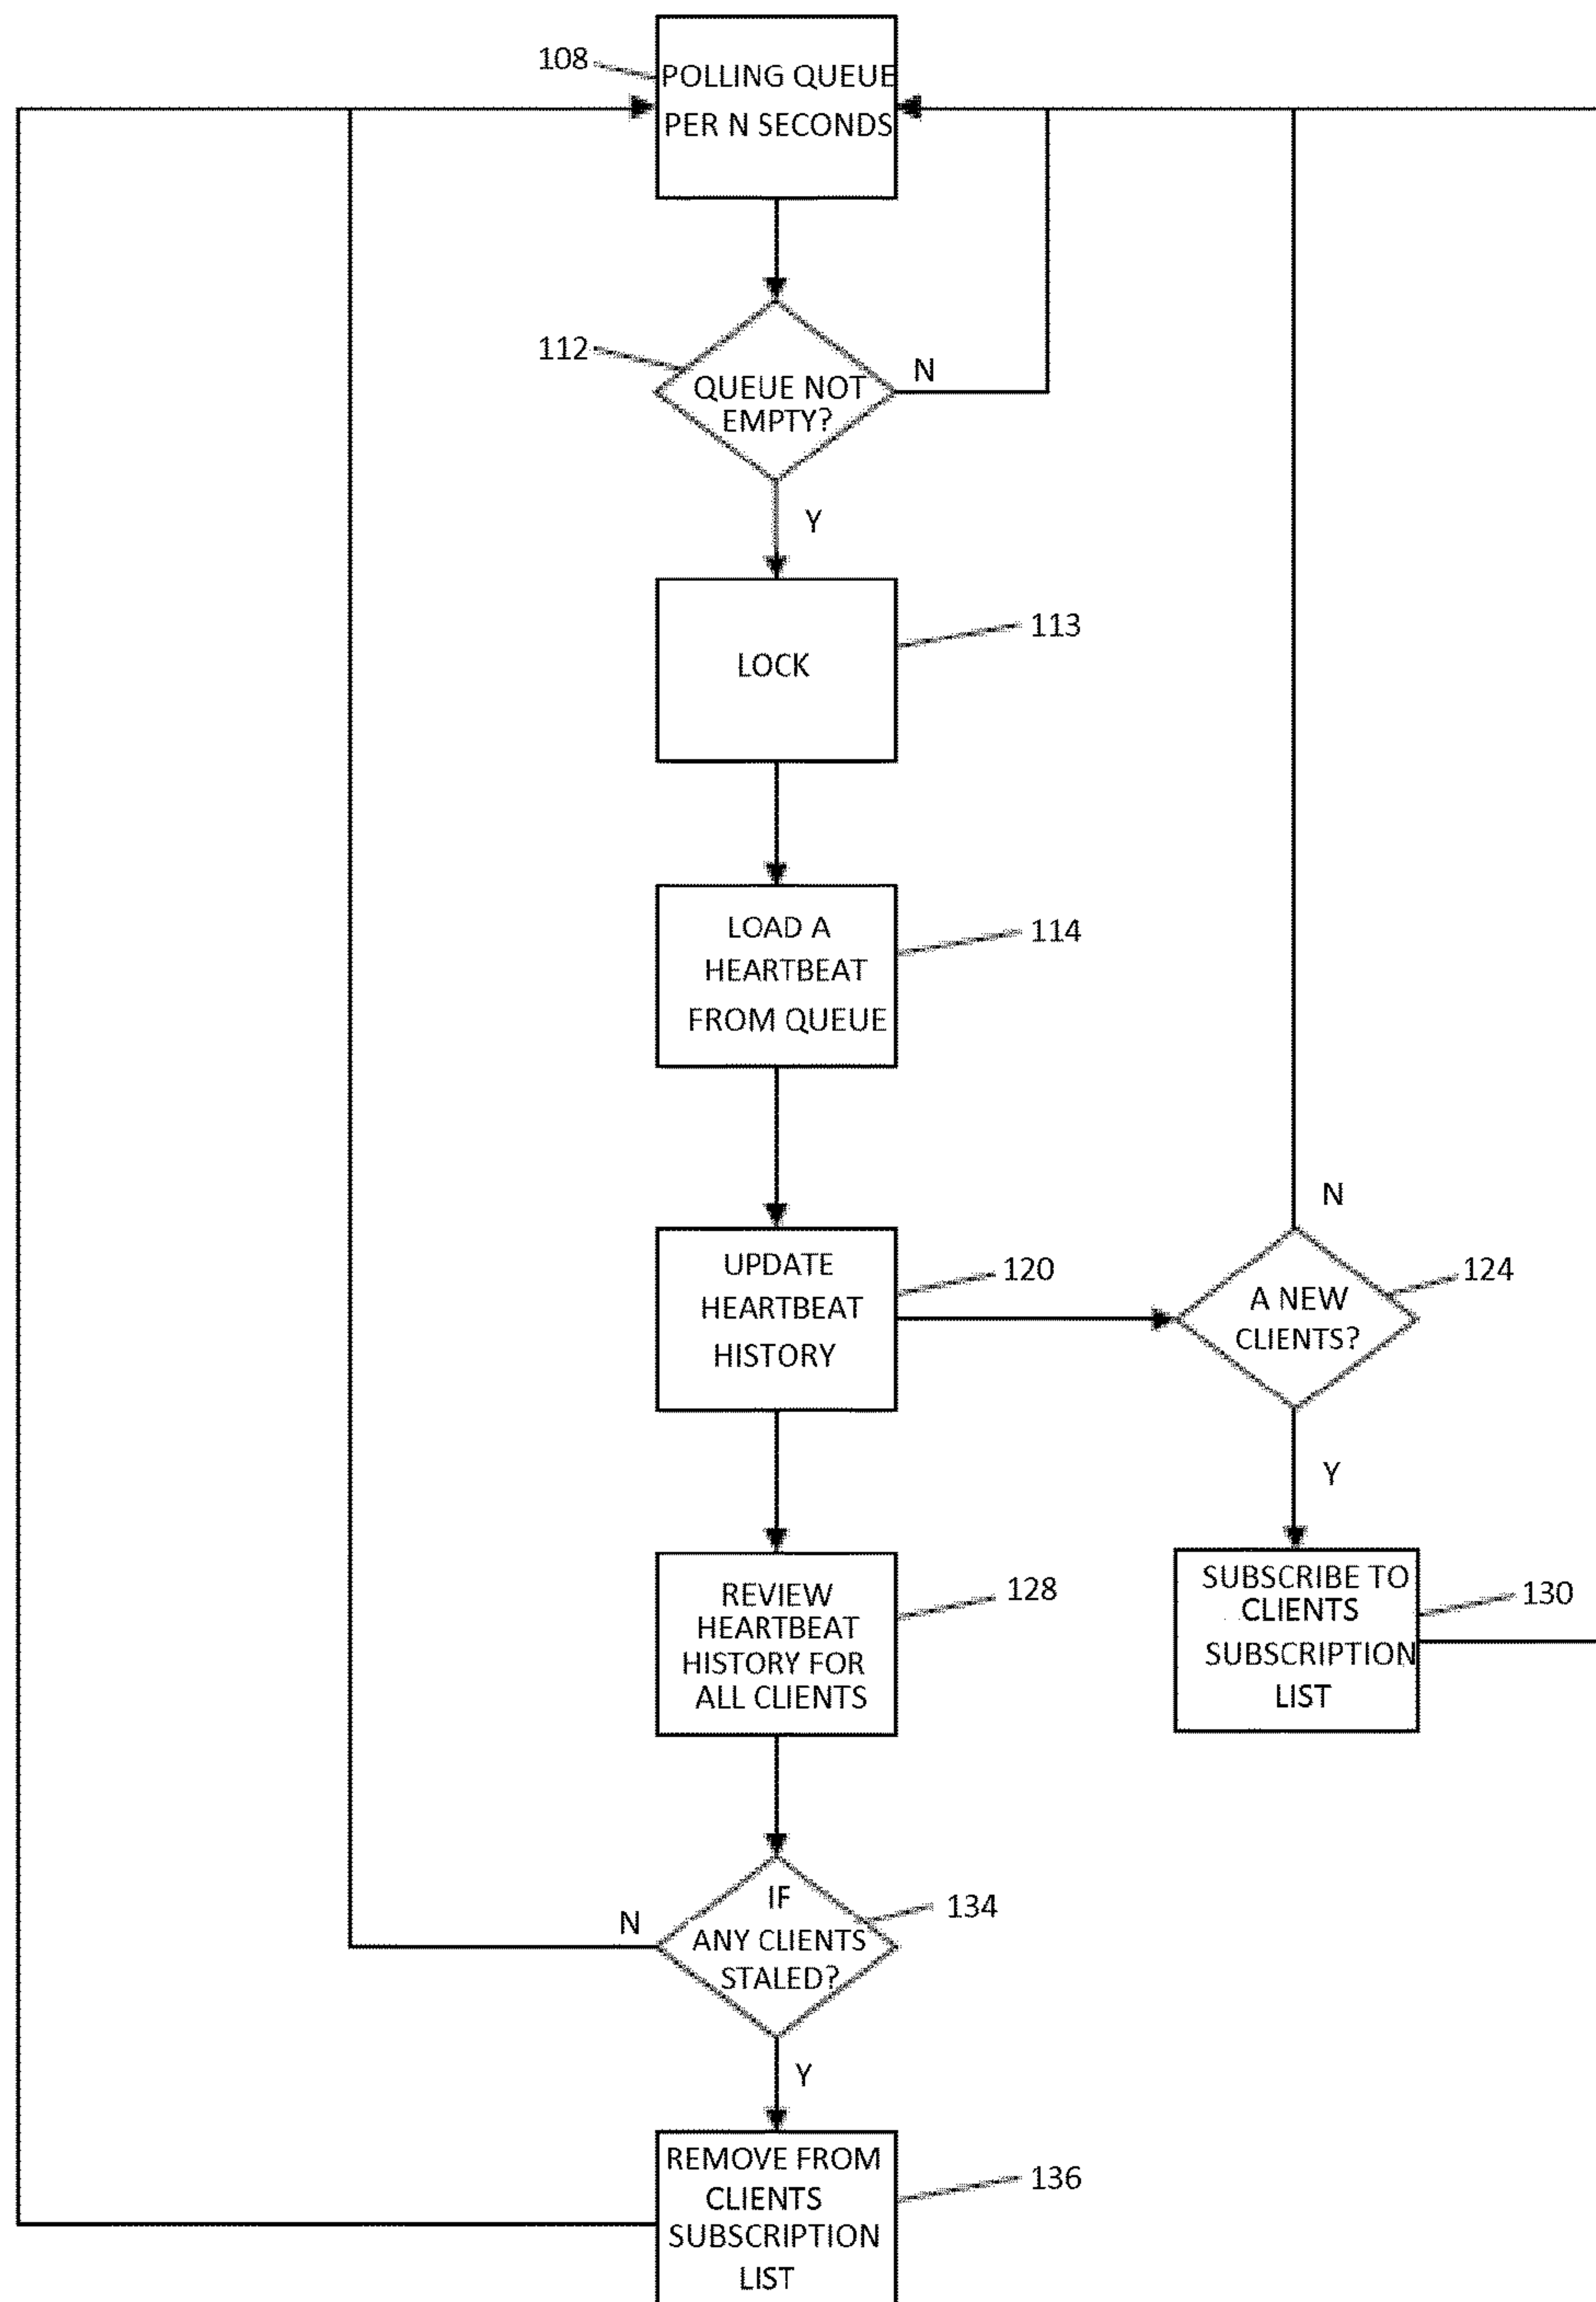 108
POLLING QUEUE
PER N SECONDS
112
QUEUE NOT
EMPTY?
N
Y
LOCK
113
LOAD A
HEARTBEAT
FROM QUEUE
114
UPDATE
HEARTBEAT
HISTORY
120
N
A NEW
CLIENTS?
124
Y
REVIEW
HEARTBEAT
HISTORY FOR
ALL CLIENTS
128
SUBSCRIBE TO
CLIENTS
SUBSCRIPTION
LIST
130
IF
ANY CLIENTS
STALED?
134
N
Y
REMOVE FROM
CLIENTS
SUBSCRIPTION
LIST
136